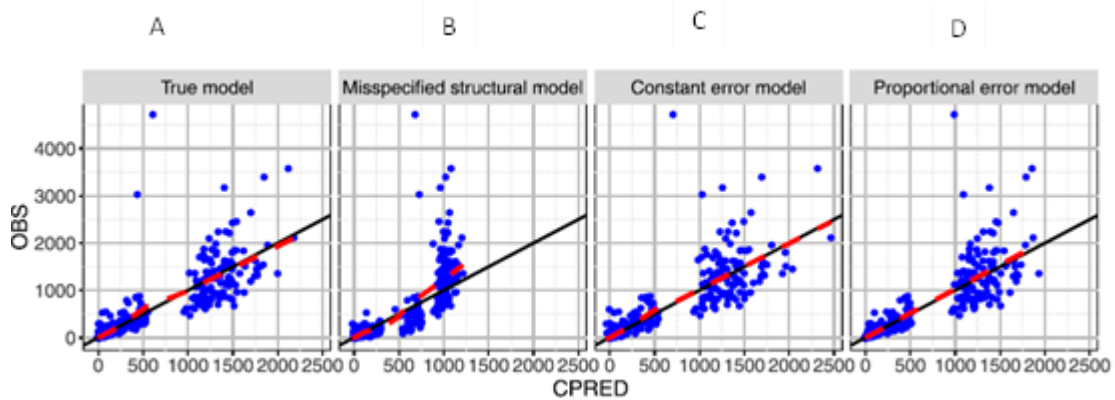 A B C D
True model Misspecified structural model Constant error model Proportional error model
4000
3000
2000
1000
0
OBS
0 500 1000 1500 2000 2500 0 500 1000 1500 2000 2500 0 500 1000 1500 2000 2500 0 500 1000 1500 2000 2500
CPRED